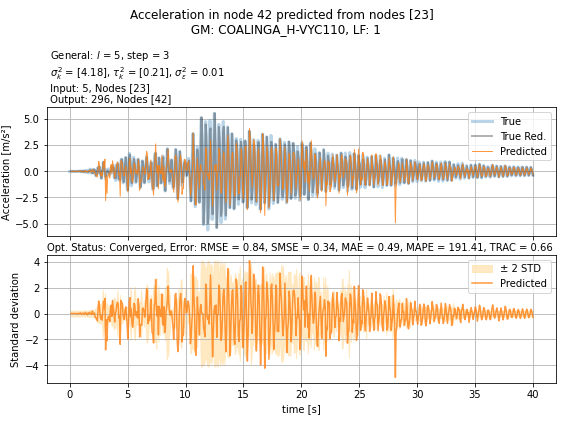 Acceleration in node 42 predicted from nodes [23]
GM: COALINGA_H-VYC110, LF: 1
General: l = 5, step = 3
σ²ₖ = [4.18], τ²ₖ = [0.21], σ²ε = 0.01
Input: 5, Nodes [23]
Output: 296, Nodes [42]
Acceleration [m/s²]
5.0
2.5
0.0
−2.5
−5.0
True
True Red.
Predicted
Opt. Status: Converged, Error: RMSE = 0.84, SMSE = 0.34, MAE = 0.49, MAPE = 191.41, TRAC = 0.66
Standard deviation
4
2
0
−2
−4
± 2 STD
Predicted
0
5
10
15
20
25
30
35
40
time [s]